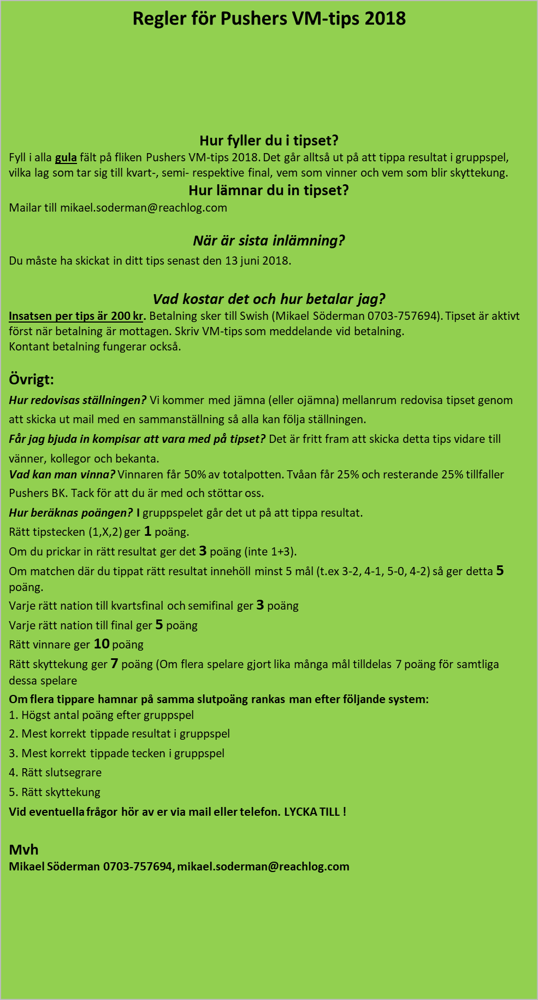 Regler för Pushers VM-tips 2018
Hur fyller du i tipset?
Fyll i alla gula fält på fliken Pushers VM-tips 2018. Det går alltså ut på att tippa resultat i gruppspel,
vilka lag som tar sig till kvart-, semi- respektive final, vem som vinner och vem som blir skyttekung.
Hur lämnar du in tipset?
Mailar till mikael.soderman@reachlog.com
När är sista inlämning?
Du måste ha skickat in ditt tips senast den 13 juni 2018.
Vad kostar det och hur betalar jag?
Insatsen per tips är 200 kr. Betalning sker till Swish (Mikael Söderman 0703-757694). Tipset är aktivt
först när betalning är mottagen. Skriv VM-tips som meddelande vid betalning.
Kontant betalning fungerar också.
Övrigt:
Hur redovisas ställningen? Vi kommer med jämna (eller ojämna) mellanrum redovisa tipset genom
att skicka ut mail med en sammanställning så alla kan följa ställningen.
Får jag bjuda in kompisar att vara med på tipset? Det är fritt fram att skicka detta tips vidare till
vänner, kollegor och bekanta.
Vad kan man vinna? Vinnaren får 50% av totalpotten. Tvåan får 25% och resterande 25% tillfaller
Pushers BK. Tack för att du är med och stöttar oss.
Hur beräknas poängen? I gruppspelet går det ut på att tippa resultat.
Rätt tipstecken (1,X,2) ger 1 poäng.
Om du prickar in rätt resultat ger det 3 poäng (inte 1+3).
Om matchen där du tippat rätt resultat innehöll minst 5 mål (t.ex 3-2, 4-1, 5-0, 4-2) så ger detta 5
poäng.
Varje rätt nation till kvartsfinal och semifinal ger 3 poäng
Varje rätt nation till final ger 5 poäng
Rätt vinnare ger 10 poäng
Rätt skyttekung ger 7 poäng (Om flera spelare gjort lika många mål tilldelas 7 poäng för samtliga
dessa spelare
Om flera tippare hamnar på samma slutpoäng rankas man efter följande system:
1. Högst antal poäng efter gruppspel
2. Mest korrekt tippade resultat i gruppspel
3. Mest korrekt tippade tecken i gruppspel
4. Rätt slutsegrare
5. Rätt skyttekung
Vid eventuella frågor hör av er via mail eller telefon. LYCKA TILL !
Mvh
Mikael Söderman 0703-757694, mikael.soderman@reachlog.com